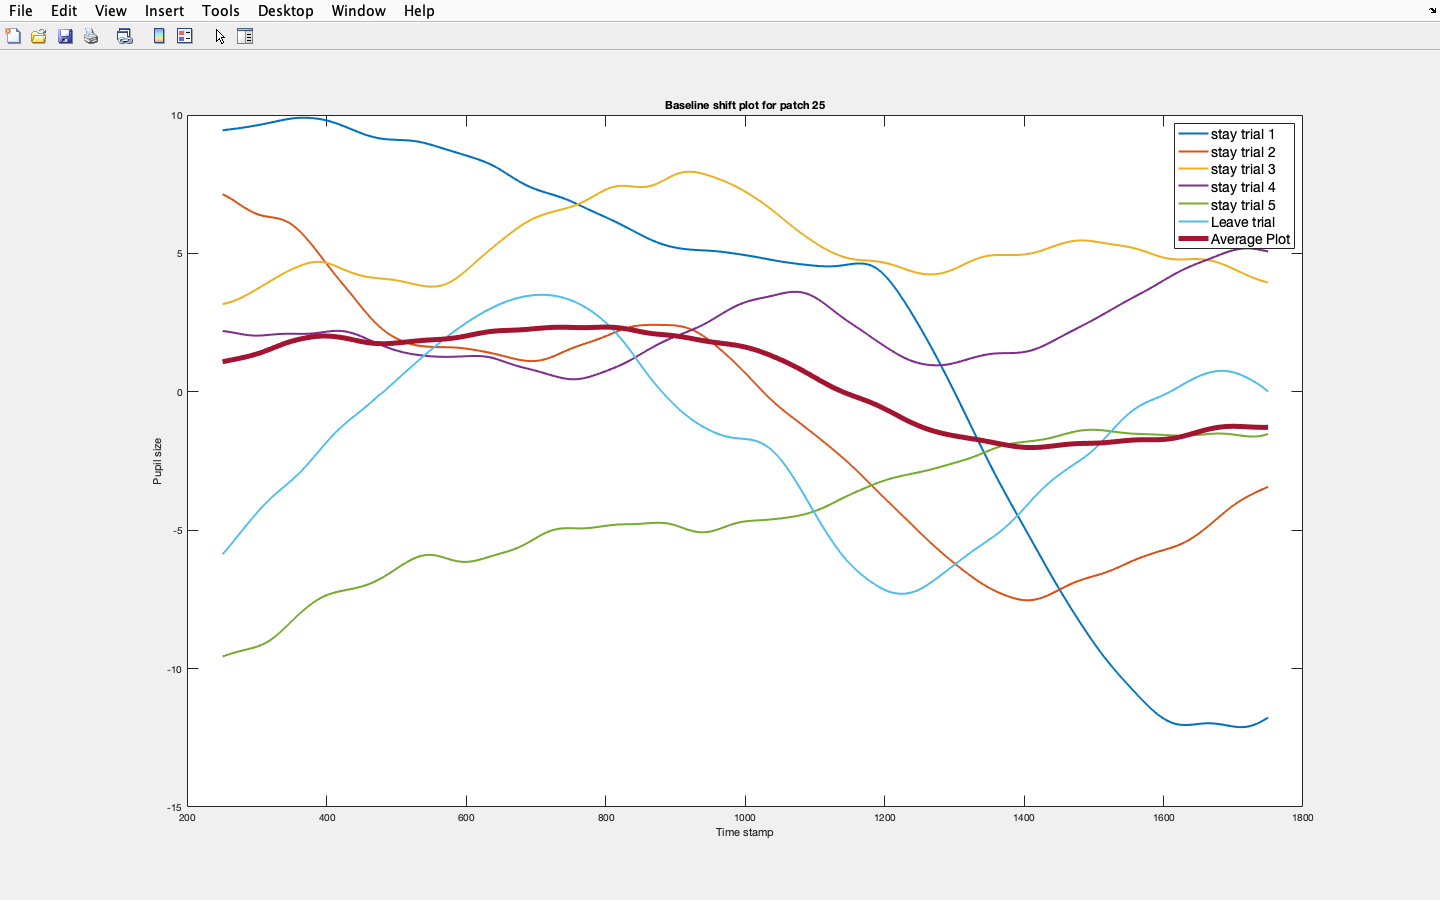 File Edit View Insert Tools Desktop Window Help
Baseline shift plot for patch 25
10
5
0
-5
-10
-15
Pupil size
stay trial 1
stay trial 2
stay trial 3
stay trial 4
stay trial 5
Leave trial
Average Plot
200 400 600 800 1000 1200 1400 1600 1800
Time stamp